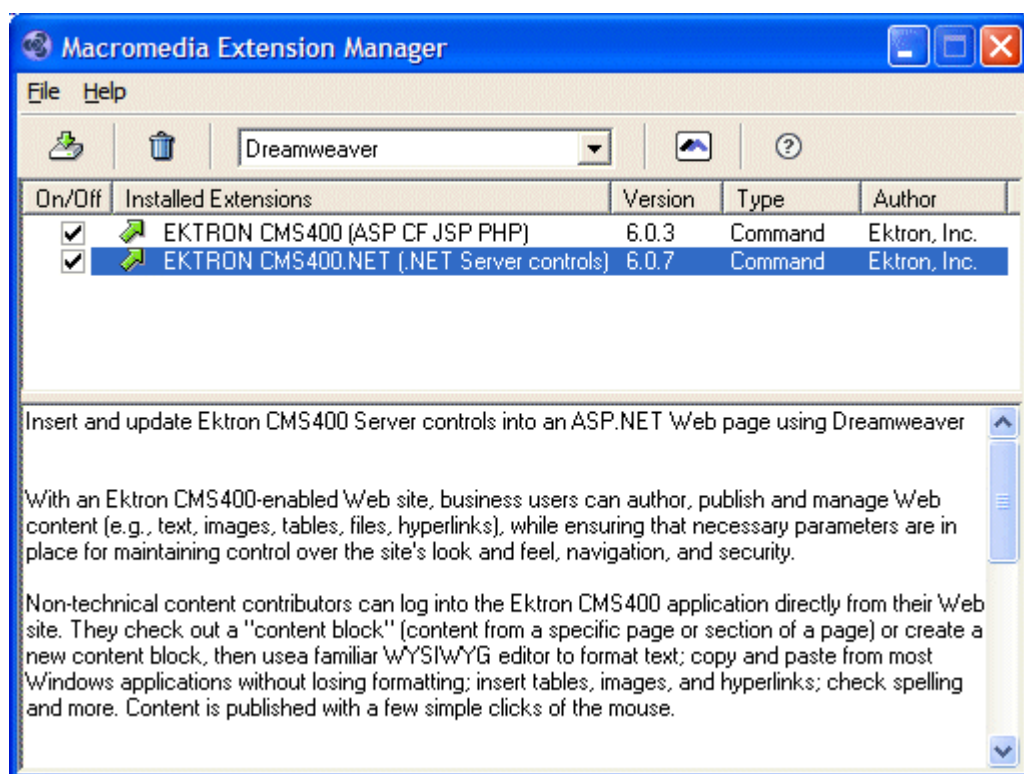 Macromedia Extension Manager
File Help
Dreamweaver
On/Off Installed Extensions Version Type Author
EKTRON CMS400 (ASP CF JSP PHP) 6.0.3 Command Ektron, Inc.
EKTRON CMS400.NET (.NET Server controls) 6.0.7 Command Ektron, Inc.
Insert and update Ektron CMS400 Server controls into an ASP.NET Web page using Dreamweaver
With an Ektron CMS400-enabled Web site, business users can author, publish and manage Web
content (e.g., text, images, tables, files, hyperlinks), while ensuring that necessary parameters are in
place for maintaining control over the site's look and feel, navigation, and security.
Non-technical content contributors can log into the Ektron CMS400 application directly from their Web
site. They check out a "content block" (content from a specific page or section of a page) or create a
new content block, then usea familiar WYSIWYG editor to format text; copy and paste from most
Windows applications without losing formatting; insert tables, images, and hyperlinks; check spelling
and more. Content is published with a few simple clicks of the mouse.